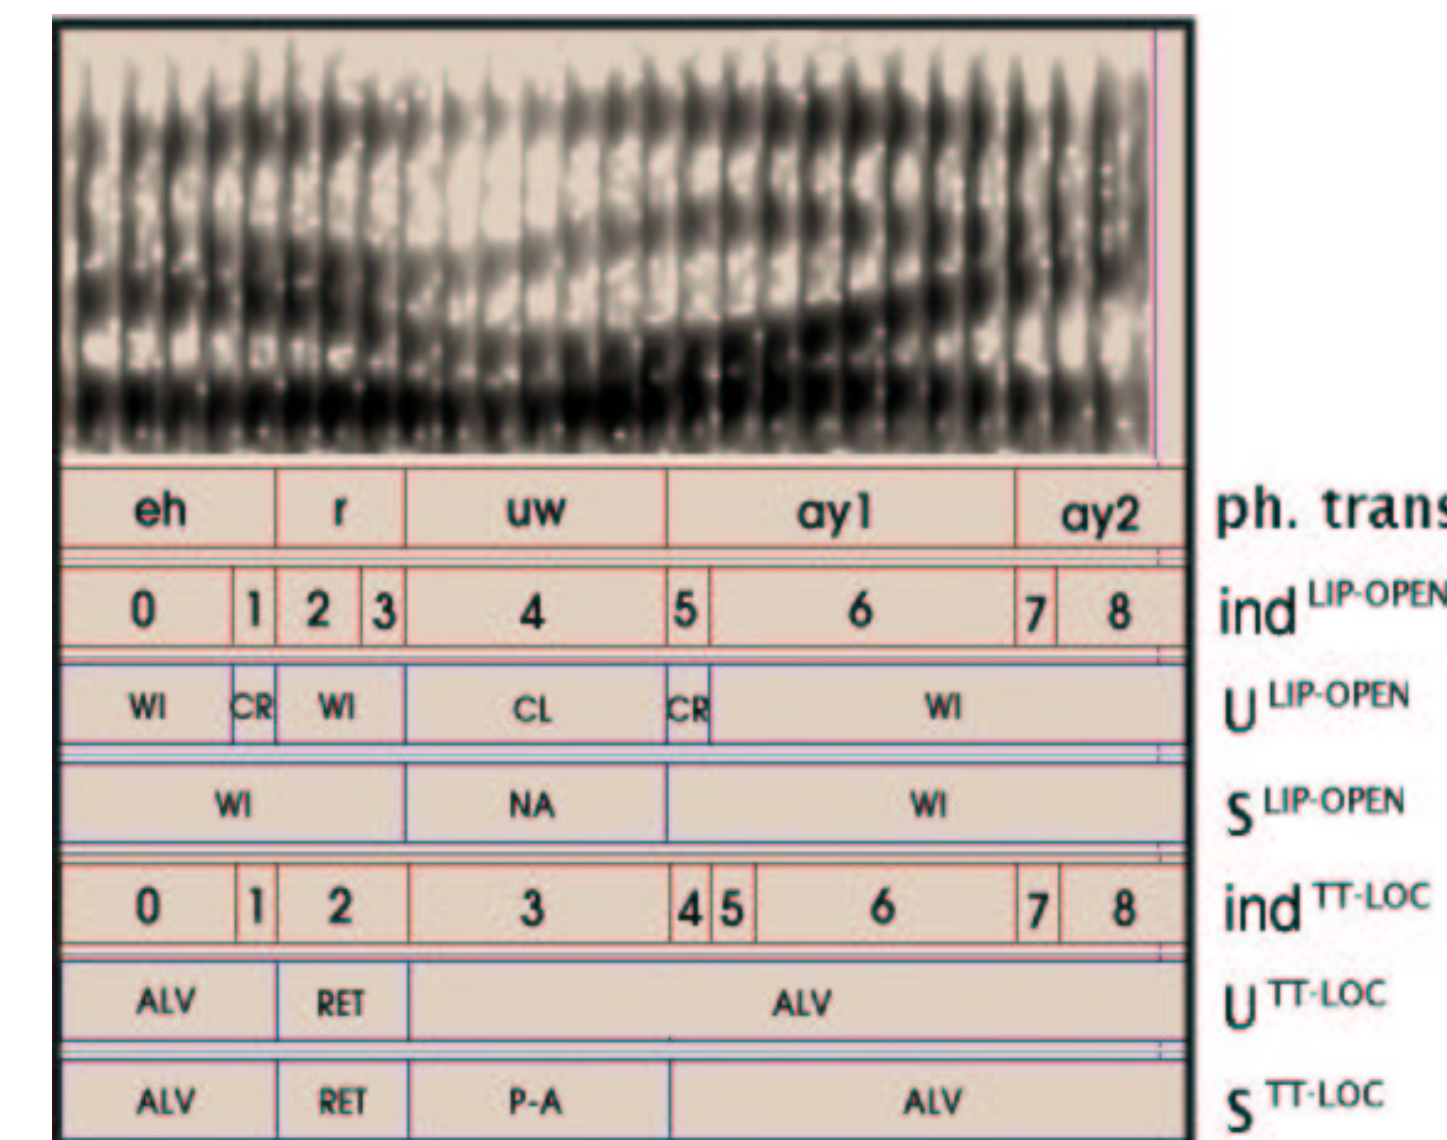 eh r uw ay1 ay2 ph. trans
0 1 2 3 4 5 6 7 8 ind LIP-OPEN
WI CR WI CL CR WI U LIP-OPEN
WI NA WI S LIP-OPEN
0 1 2 3 4 5 6 7 8 ind TT-LOC
ALV RET ALV U TT-LOC
ALV RET P-A ALV S TT-LOC